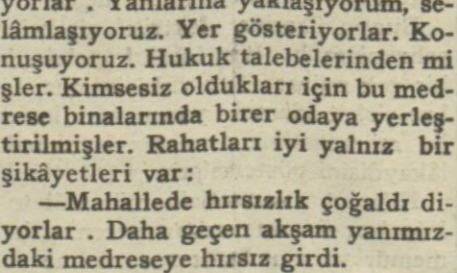 yorlar . Yanlarına yaklaşıyorum, se-
lâmlaşıyoruz. Yer gösteriyorlar. Ko-
nuşuyoruz. Hukuk talebelerinden mi
şler. Kimsesiz oldukları için bu med-
rese binalarında birer odaya yerleş-
tirilmişler. Rahatları iyi yalnız bir
şikâyetleri var:
—Mahallede hırsızlık çoğaldı di-
yorlar . Daha geçen akşam yanımız-
daki medreseye hırsız girdi.